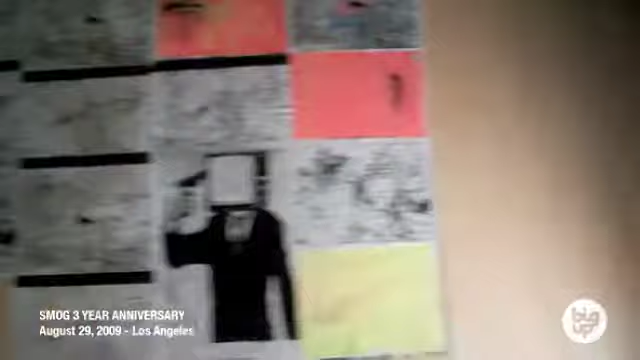 SMOG 3 YEAR ANNIVERSARY
August 29, 2009 - Los Angeles
big
up